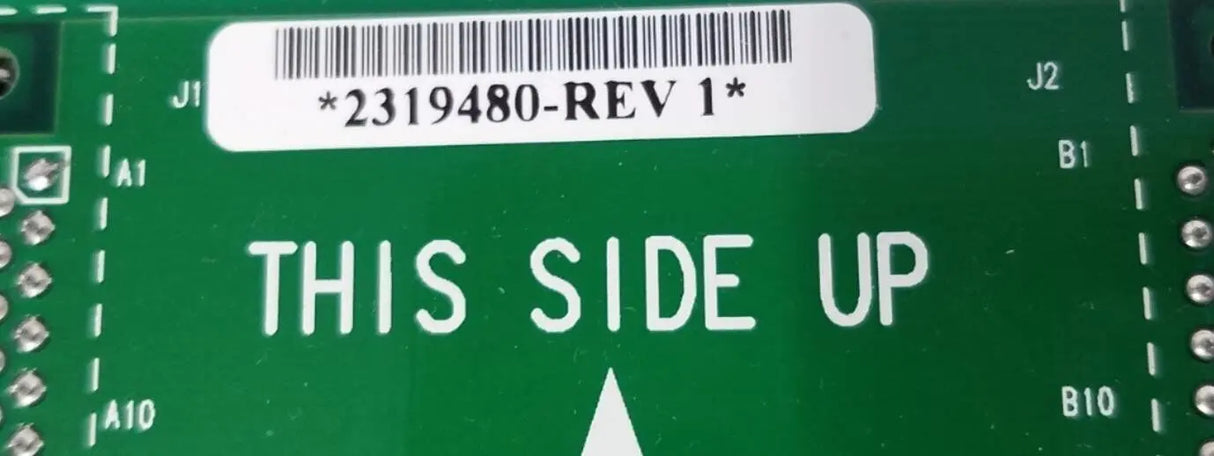 J1
*2319480-REV 1*
J2
A1
B1
THIS SIDE UP
A10
B10